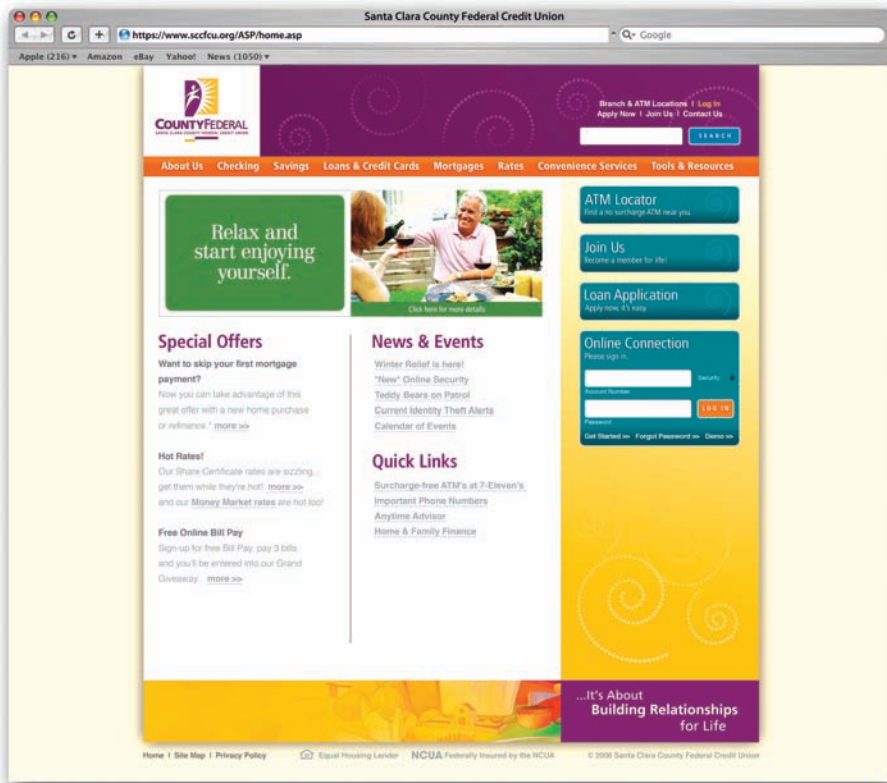 Santa Clara County Federal Credit Union
https://www.sccfcu.org/ASP/home.asp
Google
Apple (216) Amazon eBay Yahoo! News (1050)
COUNTYFEDERAL
SANTA CLARA COUNTY FEDERAL CREDIT UNION
Branch & ATM Locations | Log In
Apply Now | Join Us | Contact Us
SEARCH
About Us Checking Savings Loans & Credit Cards Mortgages Rates Convenience Services Tools & Resources
Relax and
start enjoying
yourself.
Click here for more details
Special Offers
Want to skip your first mortgage
payment?
Now you can take advantage of this
great offer with a new home purchase
or refinance.* more >>
Hot Rates!
Our Share Certificate rates are sizzling...
get them while they're hot! more >>
and our Money Market rates are hot too!
Free Online Bill Pay
Sign-up for free Bill Pay, pay 3 bills
and you'll be entered into our Grand
Giveaway... more >>
News & Events
Winter Relief is here!
*New* Online Security
Teddy Bears on Patrol
Current Identity Theft Alerts
Calendar of Events
Quick Links
Surcharge-free ATM's at 7-Eleven's
Important Phone Numbers
Anytime Advisor
Home & Family Finance
ATM Locator
Find a no surcharge ATM near you.
Join Us
Become a member for life!
Loan Application
Apply now, it's easy.
Online Connection
Please sign in.
Security
Account Number
LOG IN
Password
Get Started >> Forgot Password >> Demo >>
...It's About
Building Relationships
for Life
Home | Site Map | Privacy Policy Equal Housing Lender NCUA Federally Insured by the NCUA © 2006 Santa Clara County Federal Credit Union